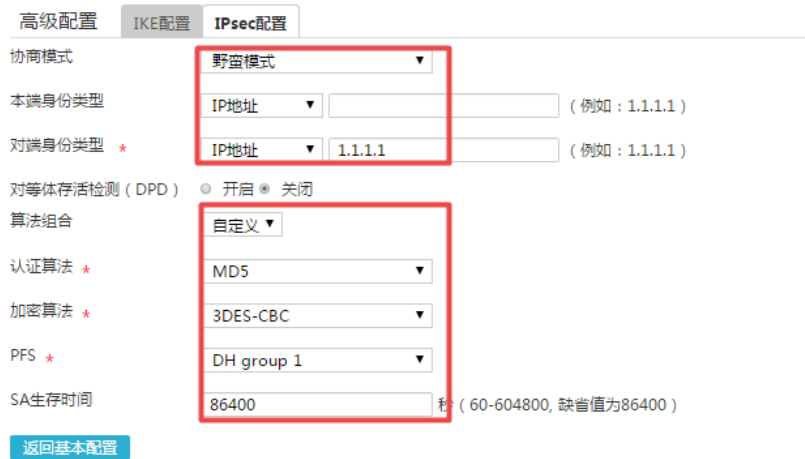 高级配置 IKE配置 IPsec配置
协商模式 野蛮模式
本端身份类型 IP地址 (例如：1.1.1.1)
对端身份类型 * IP地址 1.1.1.1 (例如：1.1.1.1)
对等体存活检测（DPD） 开启 关闭
算法组合 自定义
认证算法 * MD5
加密算法 * 3DES-CBC
PFS * DH group 1
SA生存时间 86400 秒（60-604800, 缺省值为86400）
返回基本配置